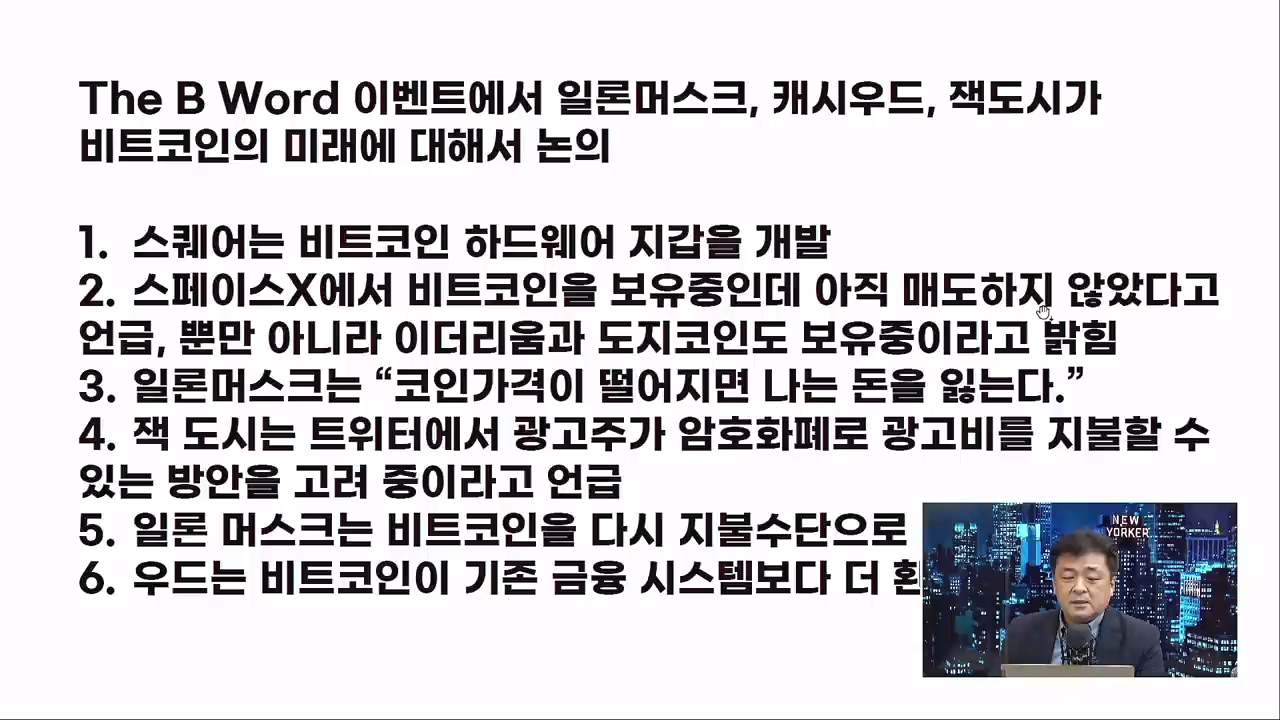 The B Word 이벤트에서 일론머스크, 캐시우드, 잭도시가
비트코인의 미래에 대해서 논의
1. 스퀘어는 비트코인 하드웨어 지갑을 개발
2. 스페이스X에서 비트코인을 보유중인데 아직 매도하지 않았다고
언급, 뿐만 아니라 이더리움과 도지코인도 보유중이라고 밝힘
3. 일론머스크는 “코인가격이 떨어지면 나는 돈을 잃는다.”
4. 잭 도시는 트위터에서 광고주가 암호화폐로 광고비를 지불할 수
있는 방안을 고려 중이라고 언급
5. 일론 머스크는 비트코인을 다시 지불수단으로
6. 우드는 비트코인이 기존 금융 시스템보다 더
NEW
YORKER